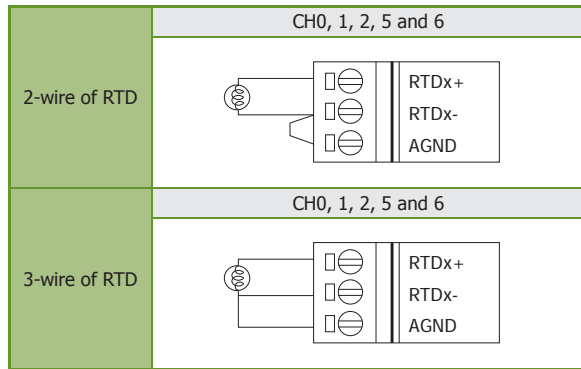 CH0, 1, 2, 5 and 6
2-wire of RTD
RTDx+
RTDx-
AGND
CH0, 1, 2, 5 and 6
3-wire of RTD
RTDx+
RTDx-
AGND